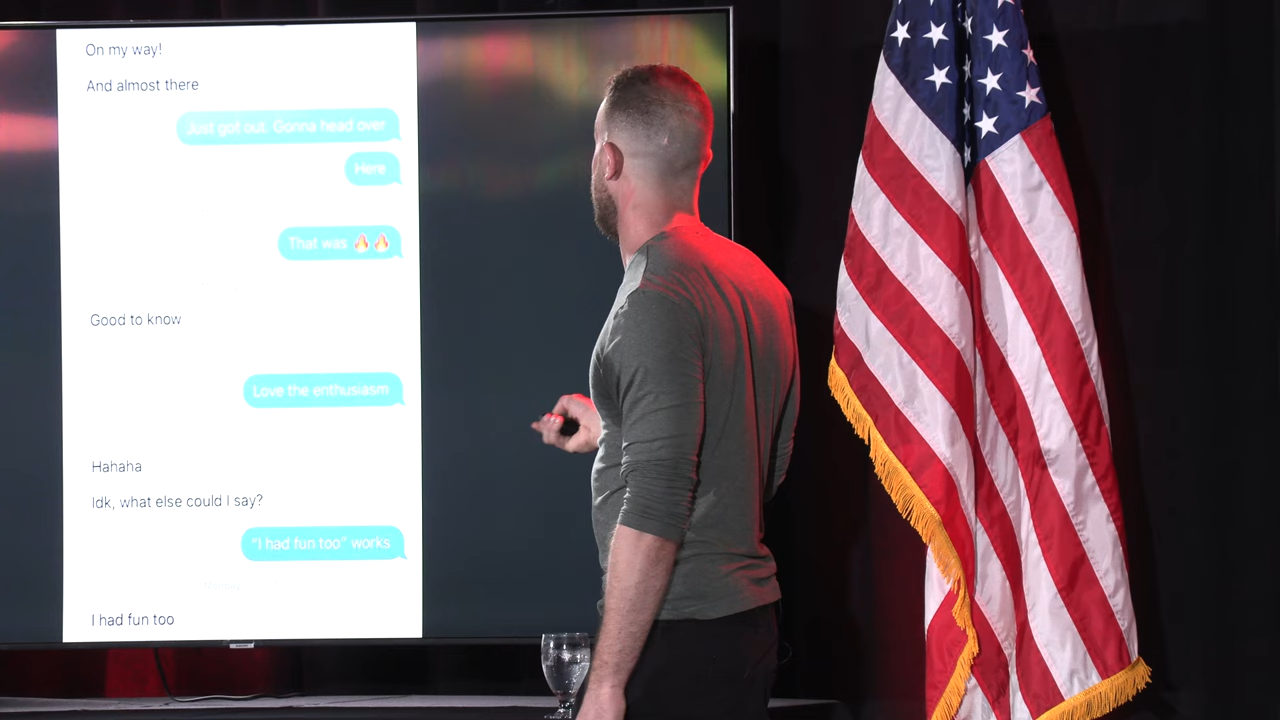 On my way!
And almost there
Just got out. Gonna head over
Here
That was 🔥🔥
Good to know
Love the enthusiasm
Hahaha
Idk, what else could I say?
"I had fun too" works
I had fun too